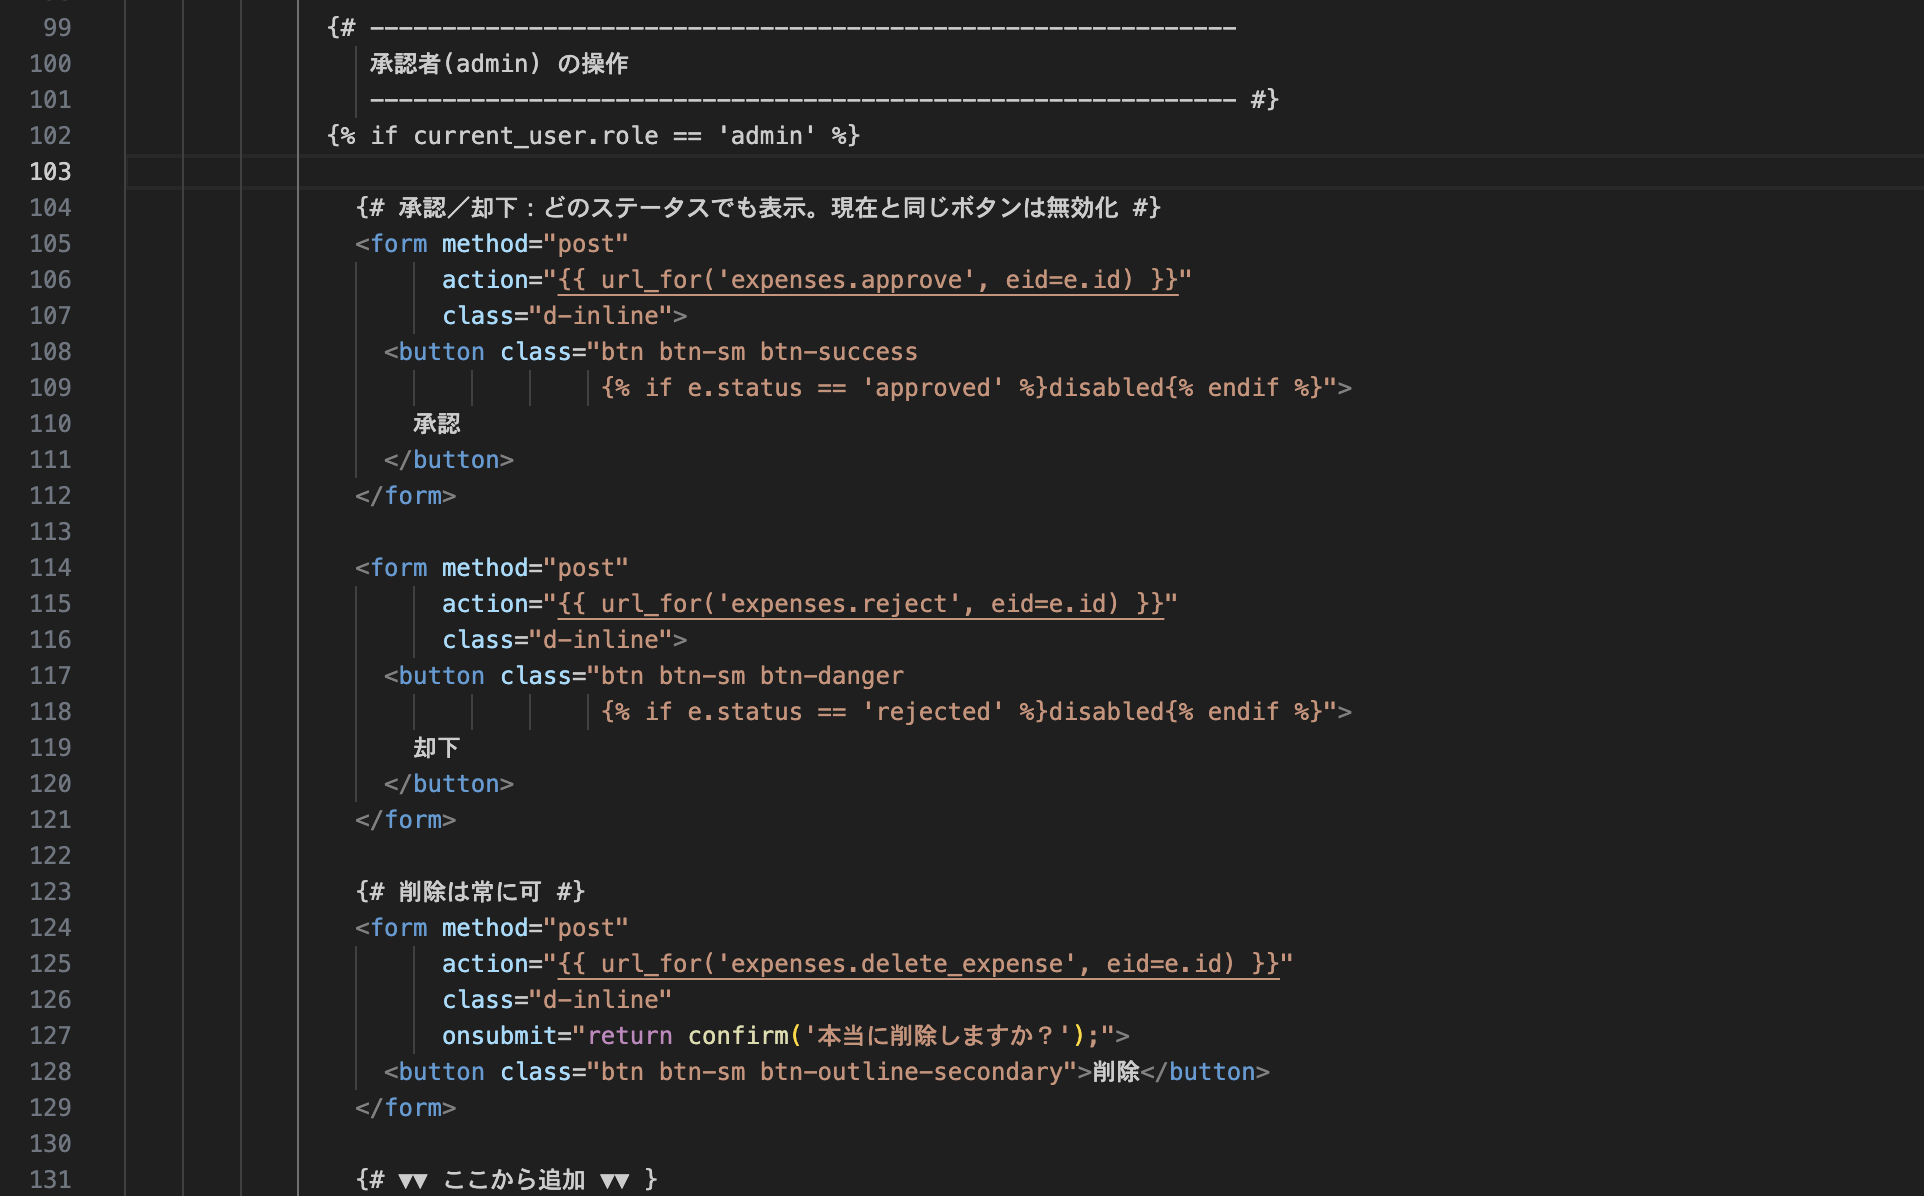 99 {# ------------------------------------------------------------
100 承認者(admin) の操作
101 ------------------------------------------------------------ #}
102 {% if current_user.role == 'admin' %}
103
104 {# 承認／却下：どのステータスでも表示。現在と同じボタンは無効化 #}
105 <form method="post"
106 action="{{ url_for('expenses.approve', eid=e.id) }}"
107 class="d-inline">
108 <button class="btn btn-sm btn-success
109 {% if e.status == 'approved' %}disabled{% endif %}">
110 承認
111 </button>
112 </form>
113
114 <form method="post"
115 action="{{ url_for('expenses.reject', eid=e.id) }}"
116 class="d-inline">
117 <button class="btn btn-sm btn-danger
118 {% if e.status == 'rejected' %}disabled{% endif %}">
119 却下
120 </button>
121 </form>
122
123 {# 削除は常に可 #}
124 <form method="post"
125 action="{{ url_for('expenses.delete_expense', eid=e.id) }}"
126 class="d-inline"
127 onsubmit="return confirm('本当に削除しますか？');">
128 <button class="btn btn-sm btn-outline-secondary">削除</button>
129 </form>
130
131 {# ▼▼ ここから追加 ▼▼ }